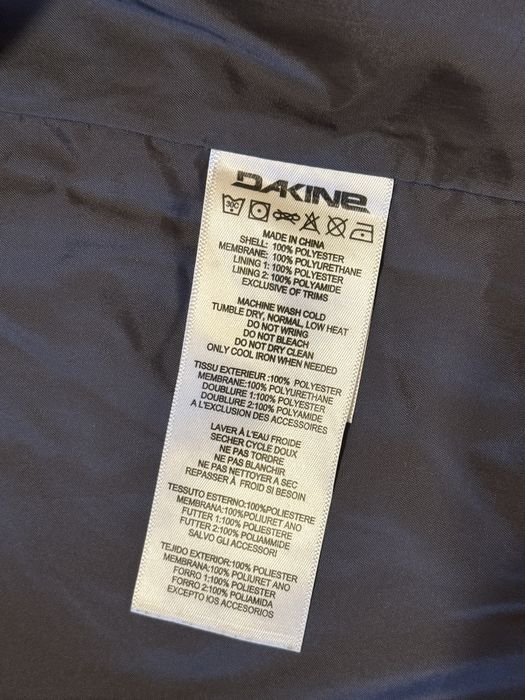 DAKINE
30C
MADE IN CHINA
SHELL: 100% POLYESTER
MEMBRANE: 100% POLYURETHANE
LINING 1: 100% POLYESTER
LINING 2: 100% POLYAMIDE
EXCLUSIVE OF TRIMS
MACHINE WASH COLD
TUMBLE DRY, NORMAL, LOW HEAT
DO NOT WRING
DO NOT BLEACH
DO NOT DRY CLEAN
ONLY COOL IRON WHEN NEEDED
TISSU EXTERIEUR :100% POLYESTER
MEMBRANE:100% POLYURETHANE
DOUBLURE 1:100% POLYESTER
DOUBLURE 2:100% POLYAMIDE
A L'EXCLUSION DES ACCESSOIRES
LAVER À L'EAU FROIDE
SECHER CYCLE DOUX
NE PAS TORDRE
NE PAS BLANCHIR
NE PAS NETTOYER A SEC
REPASSER À FROID SI BESOIN
TESSUTO ESTERNO:100%POLIESTERE
MEMBRANA:100%POLIURET ANO
FUTTER 1:100% POLIESTERE
FUTTER 2:100% POLIAMMIDE
SALVO GLI ACCESSORI
TEJIDO EXTERIOR:100% POLIESTER
MEMBRANA:100% POLIURET ANO
FORRO 1:100% POLIESTER
FORRO 2:100% POLIAMIDA
EXCEPTO IOS ACCESORIOS